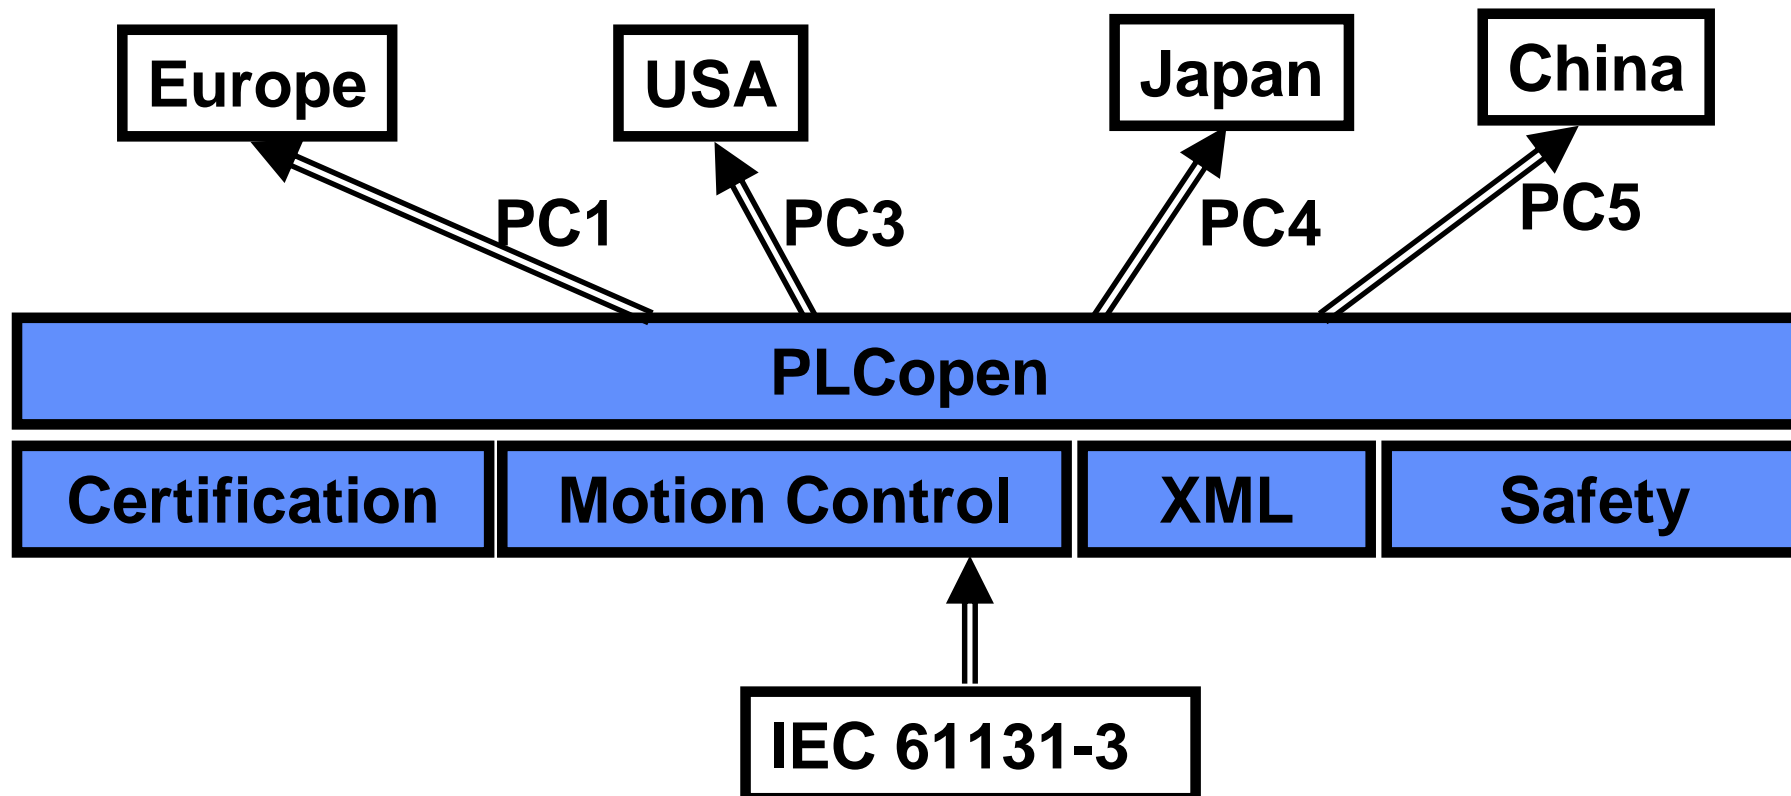 Europe
USA
Japan
China
PC1
PC3
PC4
PC5
PLCopen
Certification
Motion Control
XML
Safety
IEC 61131-3